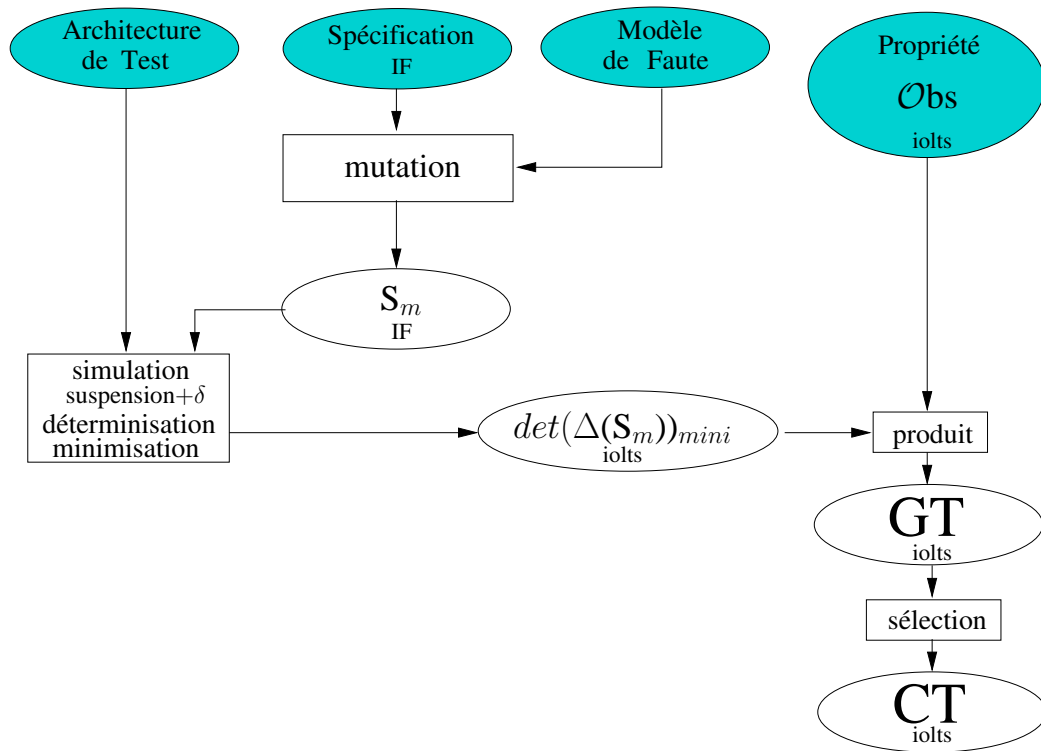 Architecture
de Test
Spécification
IF
Modèle
de Faute
Propriété
𝒪bs
iolts
mutation
S_m
IF
simulation
suspension+δ
déterminisation
minimisation
det(Δ(S_m))_mini
iolts
produit
GT
iolts
sélection
CT
iolts